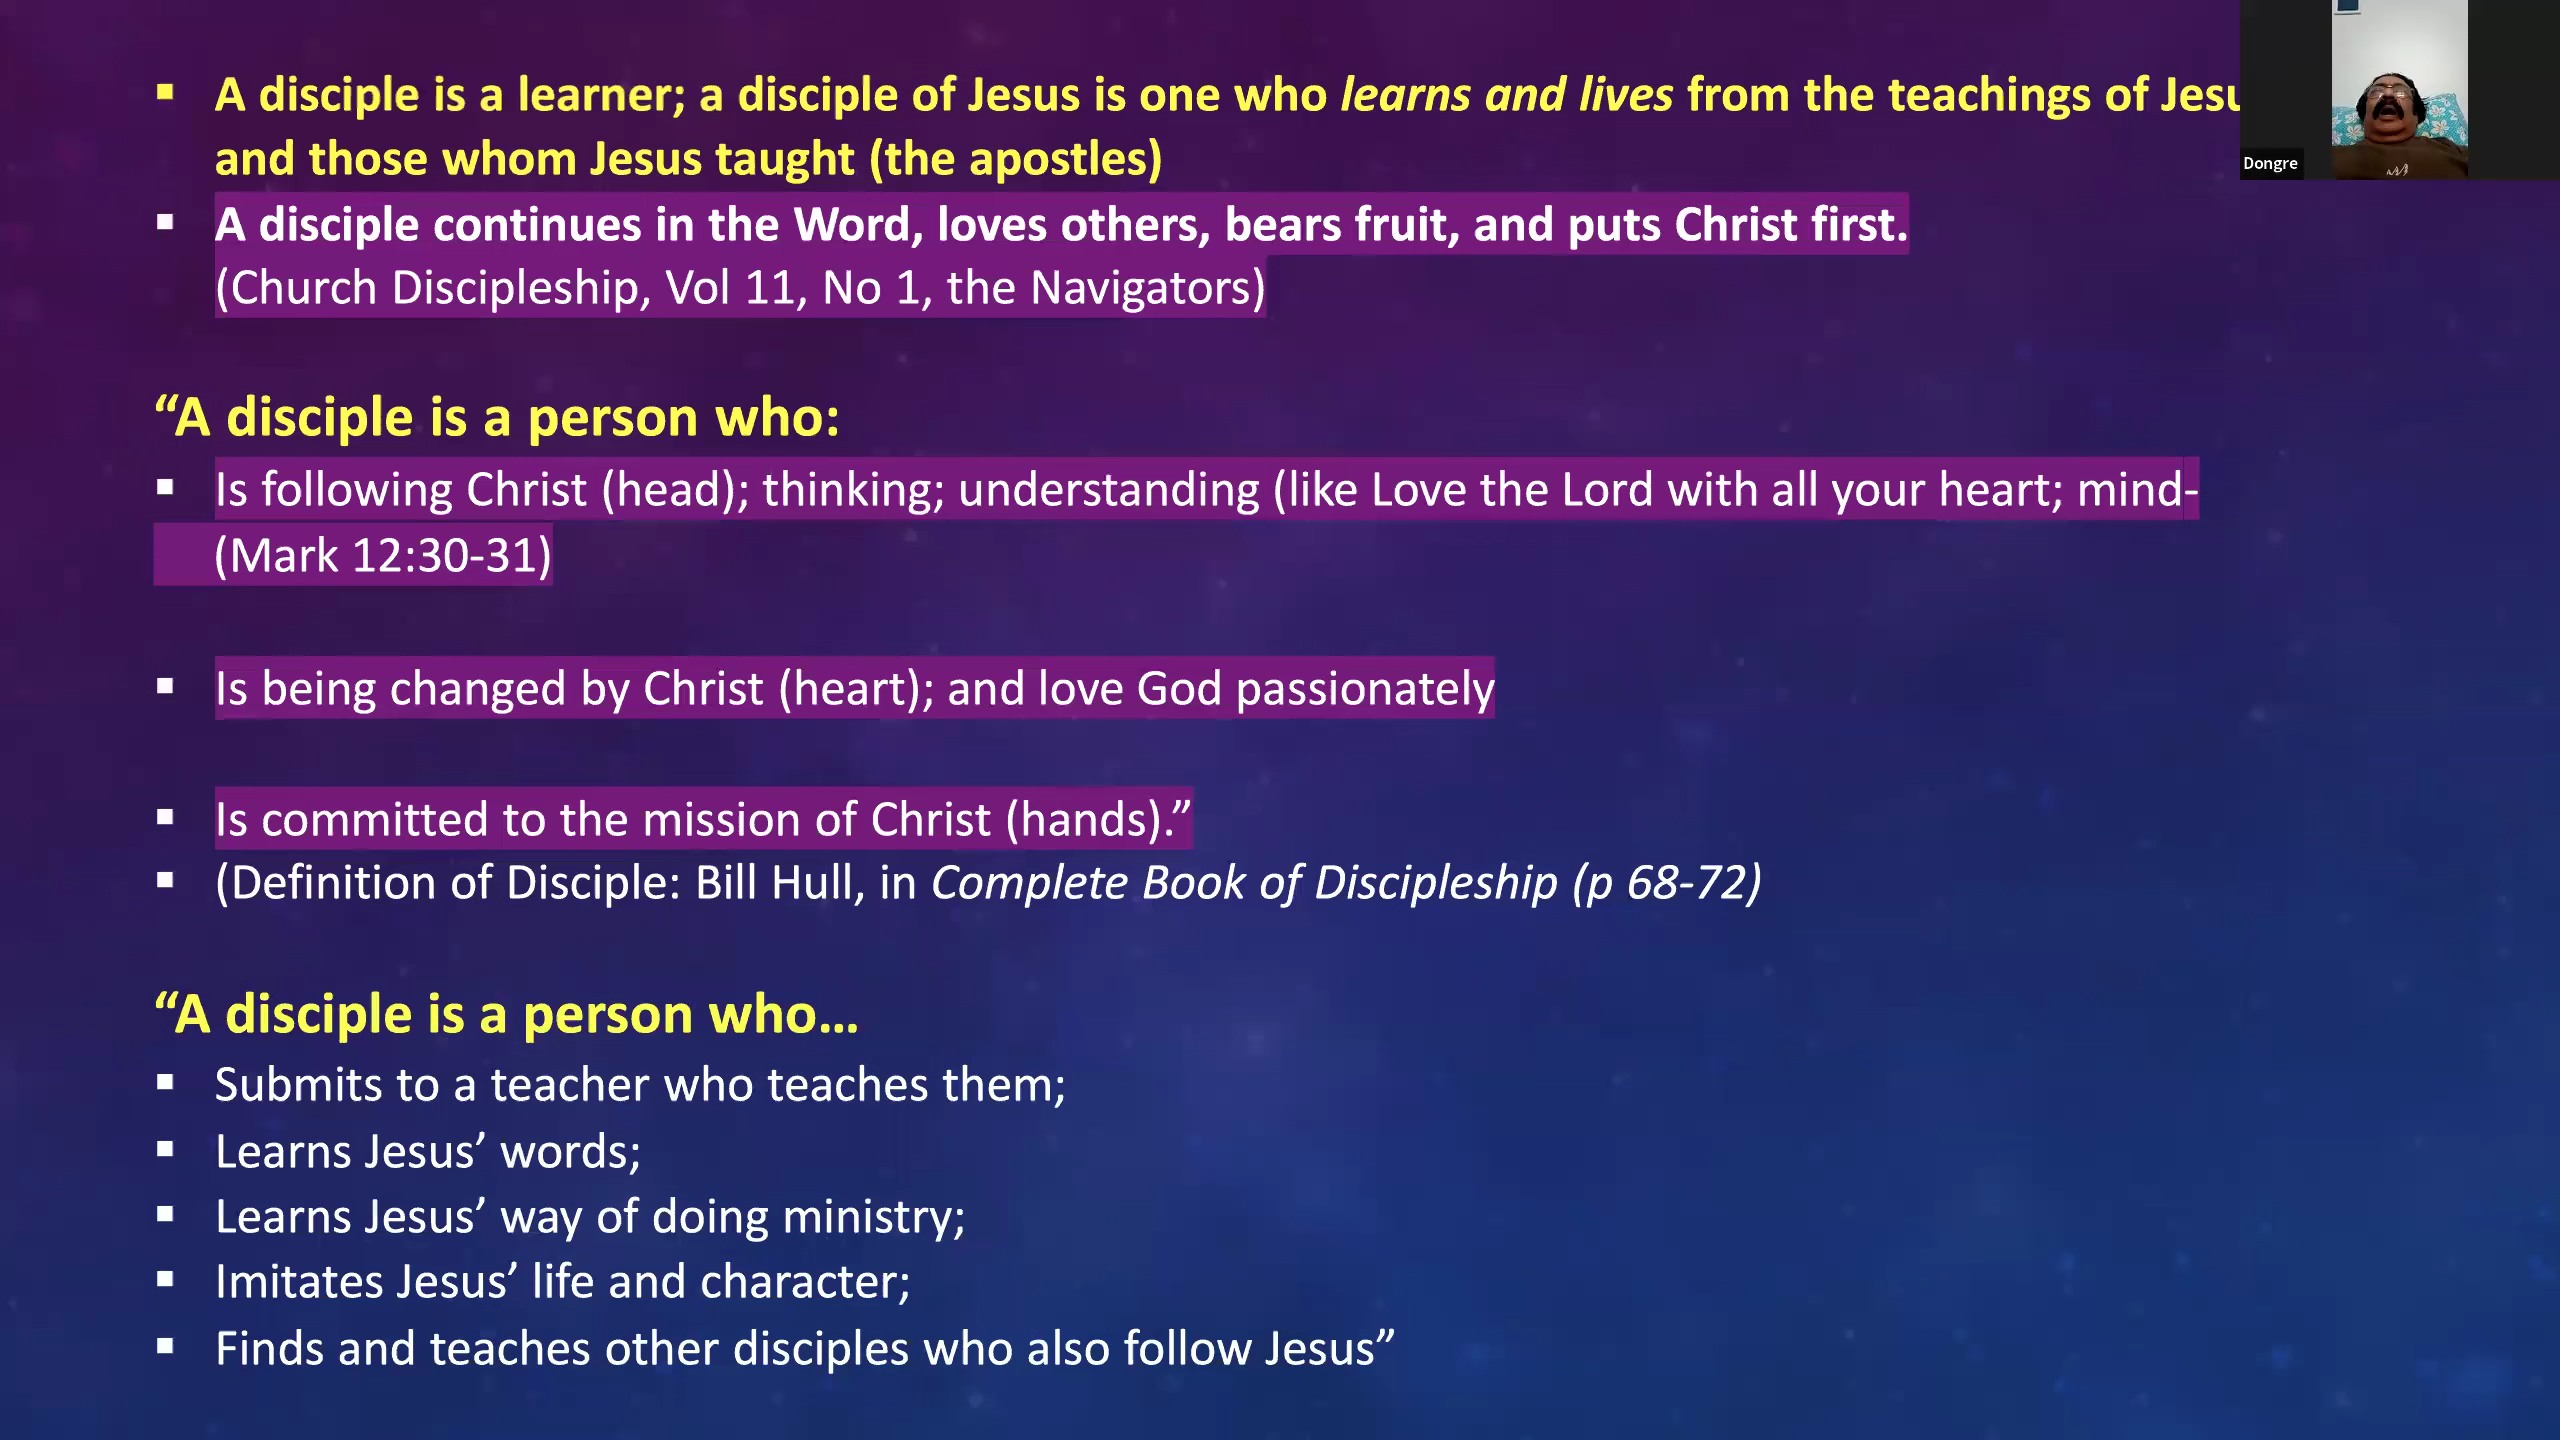 ▪ A disciple is a learner; a disciple of Jesus is one who learns and lives from the teachings of Jesu
and those whom Jesus taught (the apostles)
▪ A disciple continues in the Word, loves others, bears fruit, and puts Christ first.
(Church Discipleship, Vol 11, No 1, the Navigators)
“A disciple is a person who:
▪ Is following Christ (head); thinking; understanding (like Love the Lord with all your heart; mind-
(Mark 12:30-31)
▪ Is being changed by Christ (heart); and love God passionately
▪ Is committed to the mission of Christ (hands).”
▪ (Definition of Disciple: Bill Hull, in Complete Book of Discipleship (p 68-72)
“A disciple is a person who…
▪ Submits to a teacher who teaches them;
▪ Learns Jesus’ words;
▪ Learns Jesus’ way of doing ministry;
▪ Imitates Jesus’ life and character;
▪ Finds and teaches other disciples who also follow Jesus”
Dongre